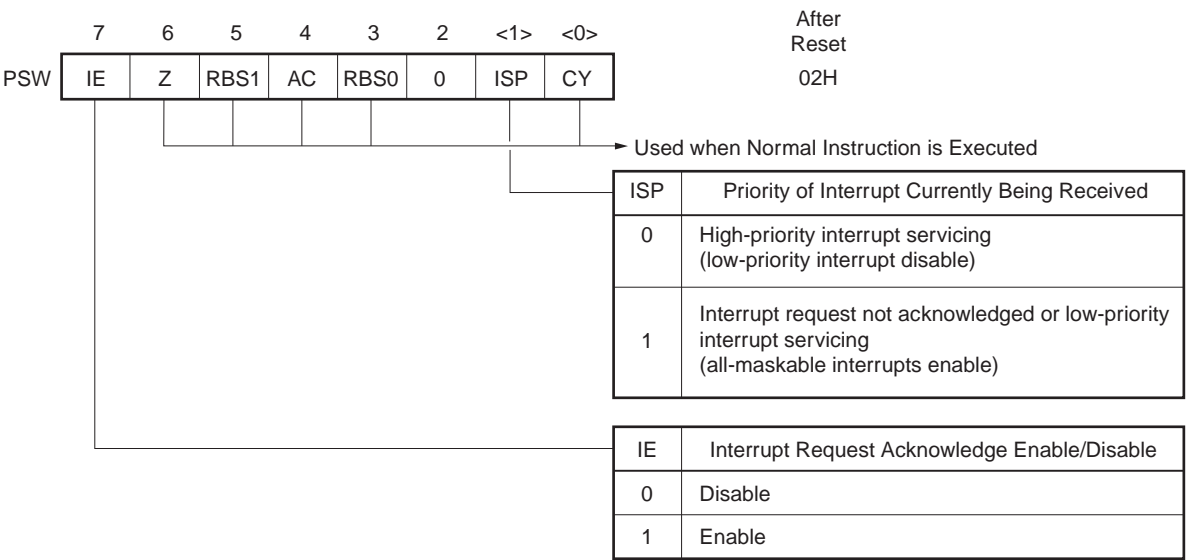 7 6 5 4 3 2 <1> <0>
After
Reset
PSW IE Z RBS1 AC RBS0 0 ISP CY
02H
Used when Normal Instruction is Executed
ISP Priority of Interrupt Currently Being Received
0 High-priority interrupt servicing
(low-priority interrupt disable)
1 Interrupt request not acknowledged or low-priority
interrupt servicing
(all-maskable interrupts enable)
IE Interrupt Request Acknowledge Enable/Disable
0 Disable
1 Enable